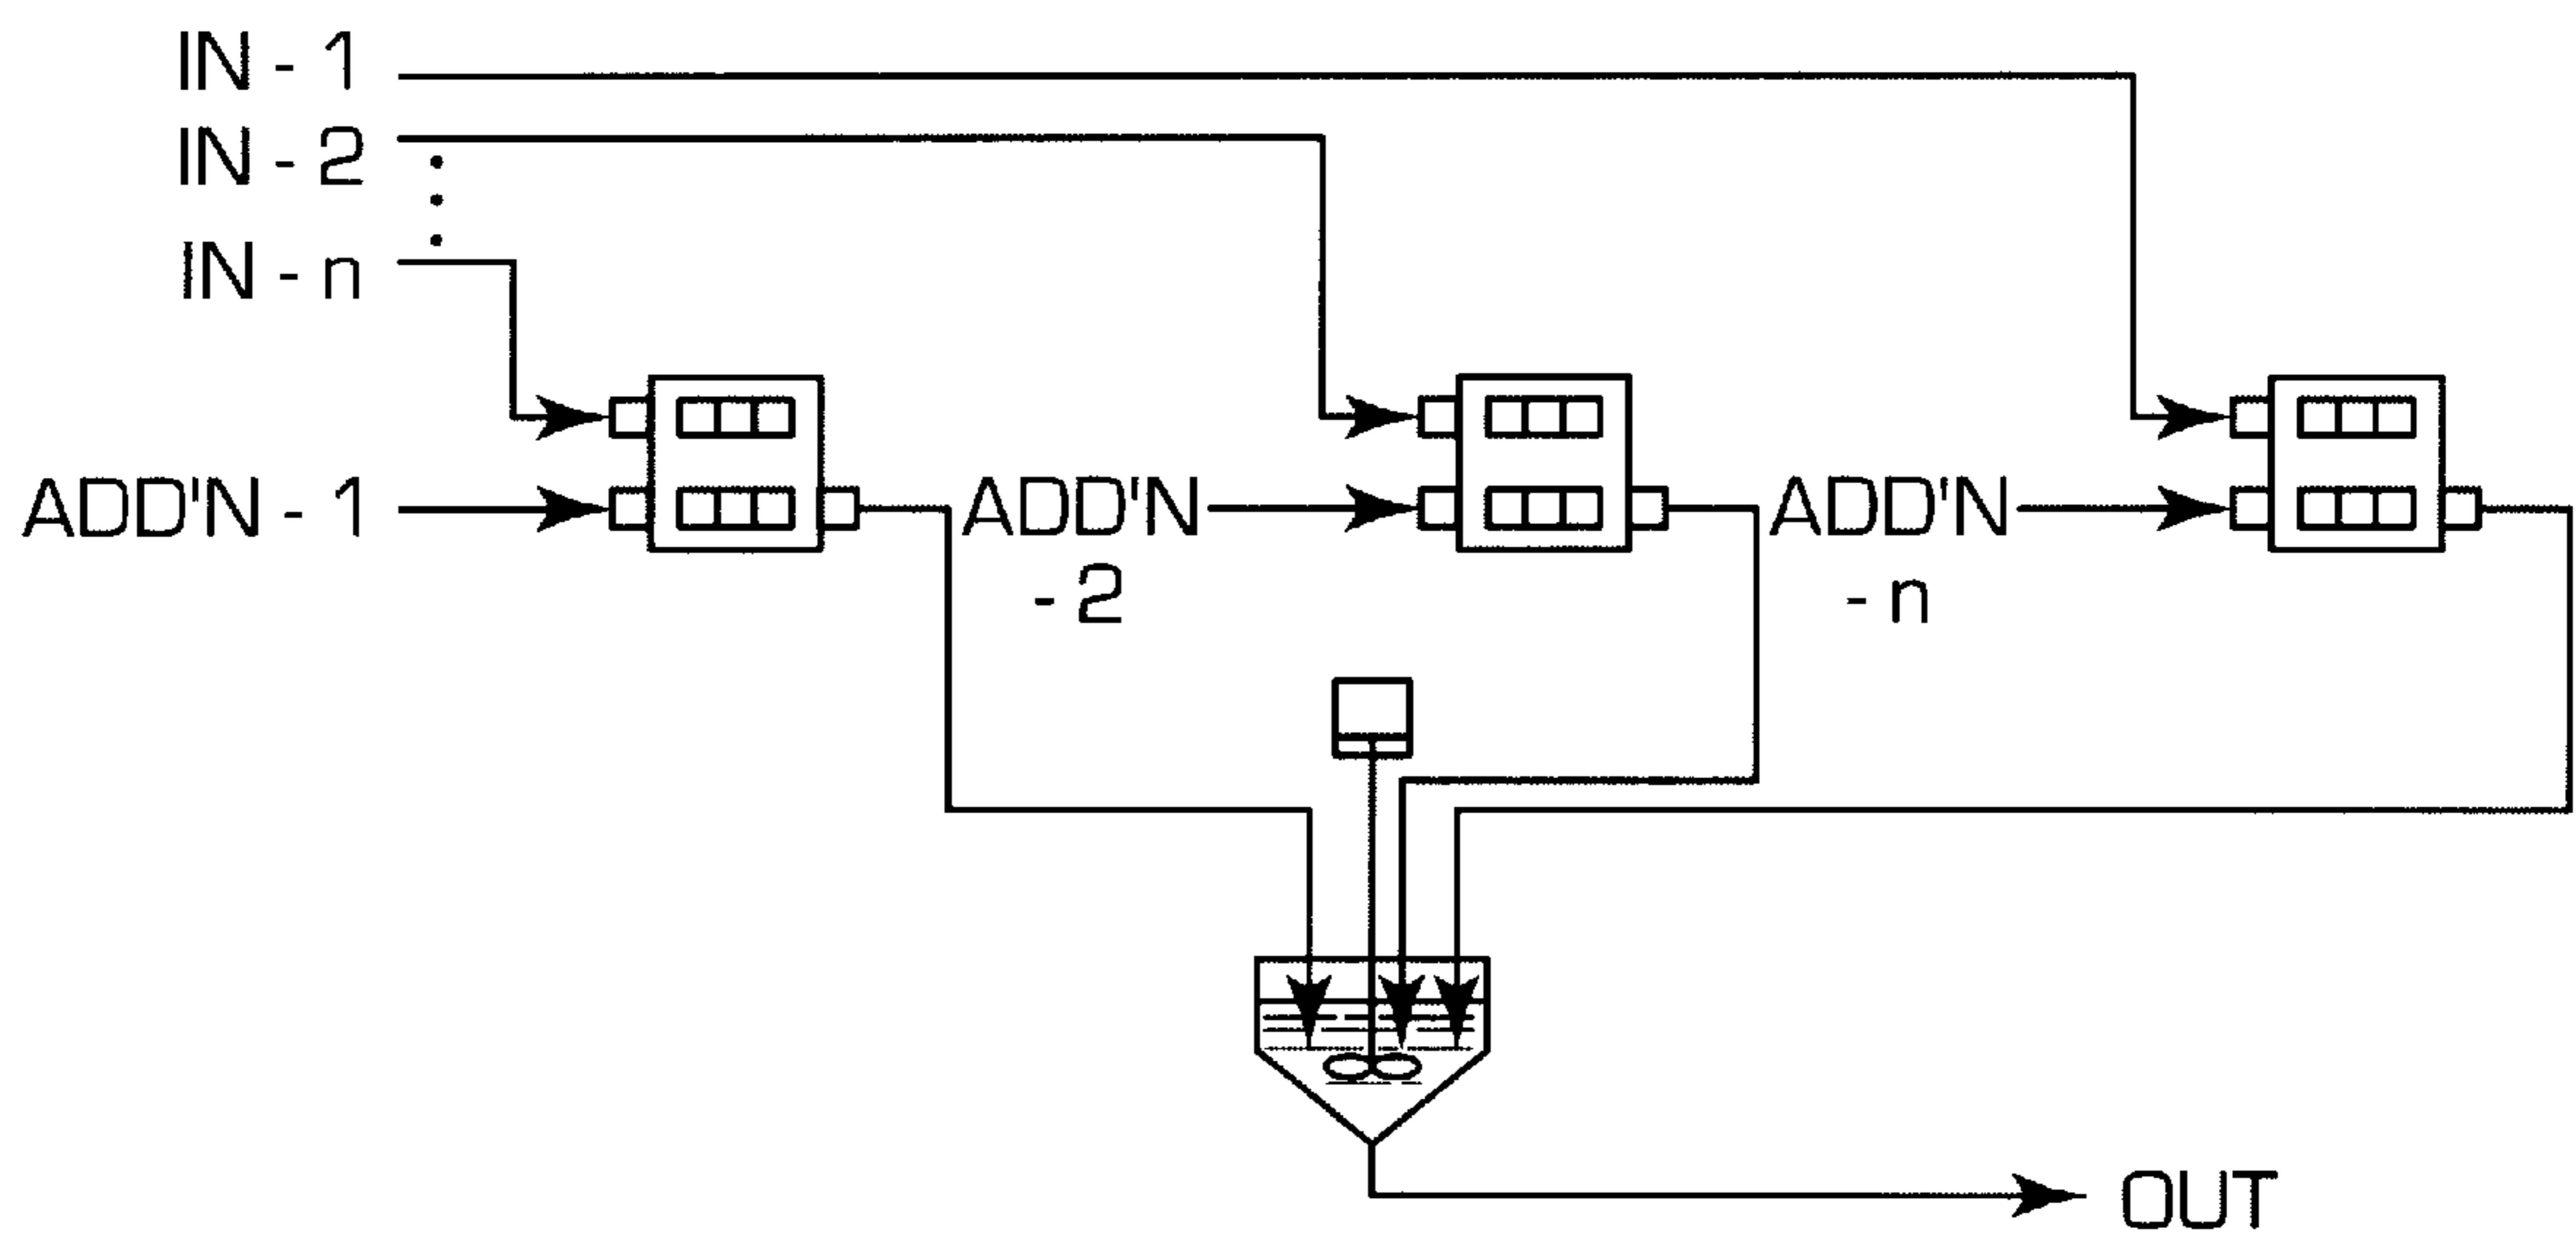 IN - 1
IN - 2
IN - n
ADD'N - 1
ADD'N
- 2
ADD'N
- n
OUT